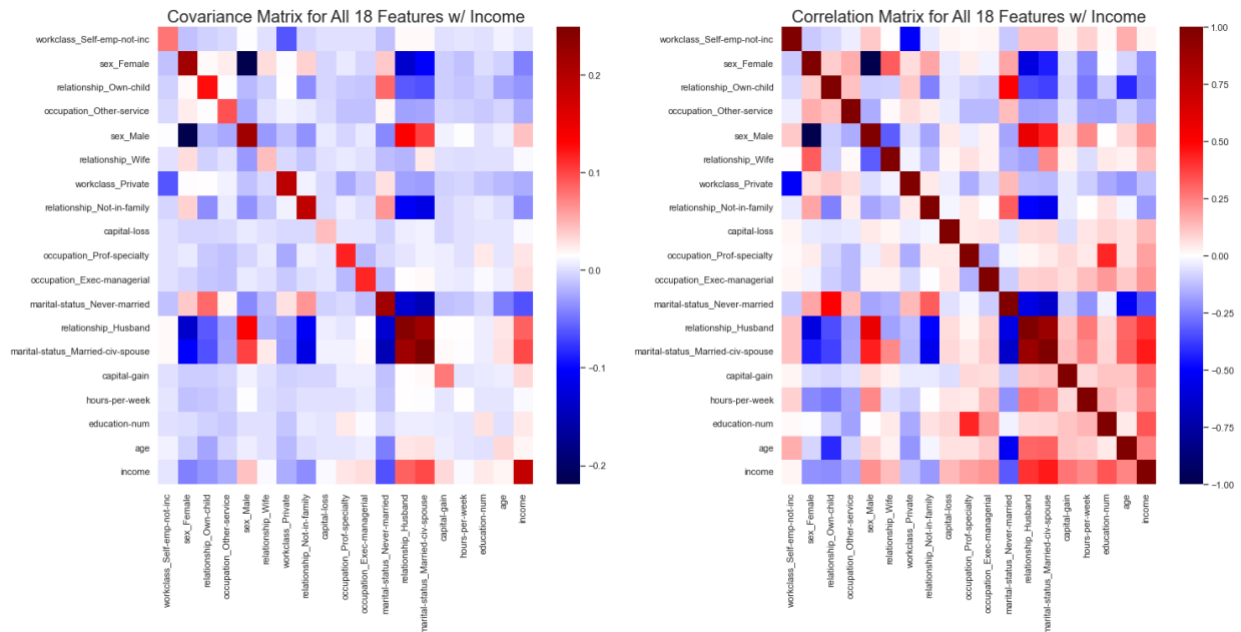 Covariance Matrix for All 18 Features w/ Income
workclass_Self-emp-not-inc
sex_Female
relationship_Own-child
occupation_Other-service
sex_Male
relationship_Wife
workclass_Private
relationship_Not-in-family
capital-loss
occupation_Prof-specialty
occupation_Exec-managerial
marital-status_Never-married
relationship_Husband
marital-status_Married-civ-spouse
capital-gain
hours-per-week
education-num
age
income
workclass_Self-emp-not-inc
sex_Female
relationship_Own-child
occupation_Other-service
sex_Male
relationship_Wife
workclass_Private
relationship_Not-in-family
capital-loss
occupation_Prof-specialty
occupation_Exec-managerial
marital-status_Never-married
relationship_Husband
marital-status_Married-civ-spouse
capital-gain
hours-per-week
education-num
age
income
0.2
0.1
0.0
−0.1
−0.2
Correlation Matrix for All 18 Features w/ Income
workclass_Self-emp-not-inc
sex_Female
relationship_Own-child
occupation_Other-service
sex_Male
relationship_Wife
workclass_Private
relationship_Not-in-family
capital-loss
occupation_Prof-specialty
occupation_Exec-managerial
marital-status_Never-married
relationship_Husband
marital-status_Married-civ-spouse
capital-gain
hours-per-week
education-num
age
income
workclass_Self-emp-not-inc
sex_Female
relationship_Own-child
occupation_Other-service
sex_Male
relationship_Wife
workclass_Private
relationship_Not-in-family
capital-loss
occupation_Prof-specialty
occupation_Exec-managerial
marital-status_Never-married
relationship_Husband
marital-status_Married-civ-spouse
capital-gain
hours-per-week
education-num
age
income
1.00
0.75
0.50
0.25
0.00
−0.25
−0.50
−0.75
−1.00